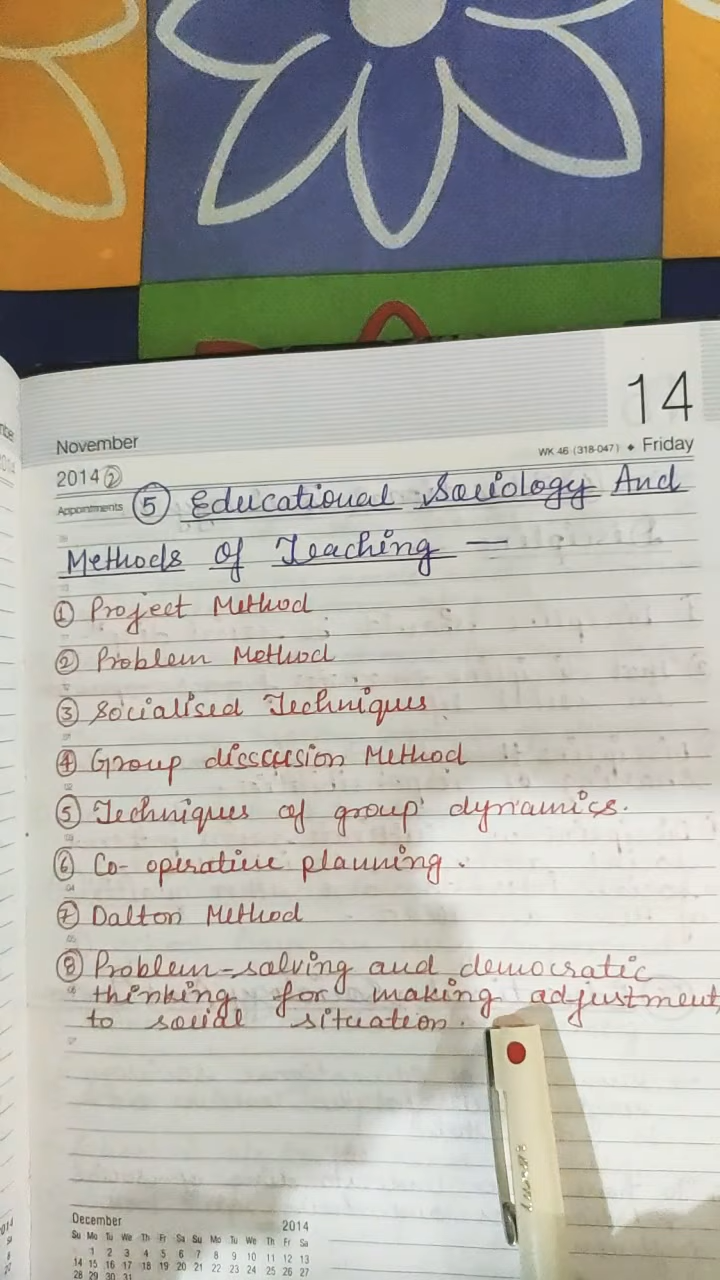 14
November
WK 46 (318-047) ♦ Friday
2014 ②
Appointments ⑤ Educational Sociology And
Methods Of Teaching —
① Project Method
② Problem Method
③ Socialised Techniques
④ Group disccusion Method
⑤ Techniques of group dynamics.
⑥ Co-operative planning.
⑦ Dalton Method
⑧ Problem-solving and democratic
thinking for making adjustment
to social situation.
December 2014
Su Mo Tu We Th Fr Sa Su Mo Tu We Th Fr Sa
1 2 3 4 5 6 7 8 9 10 11 12 13
14 15 16 17 18 19 20 21 22 23 24 25 26 27
28 29 30 31